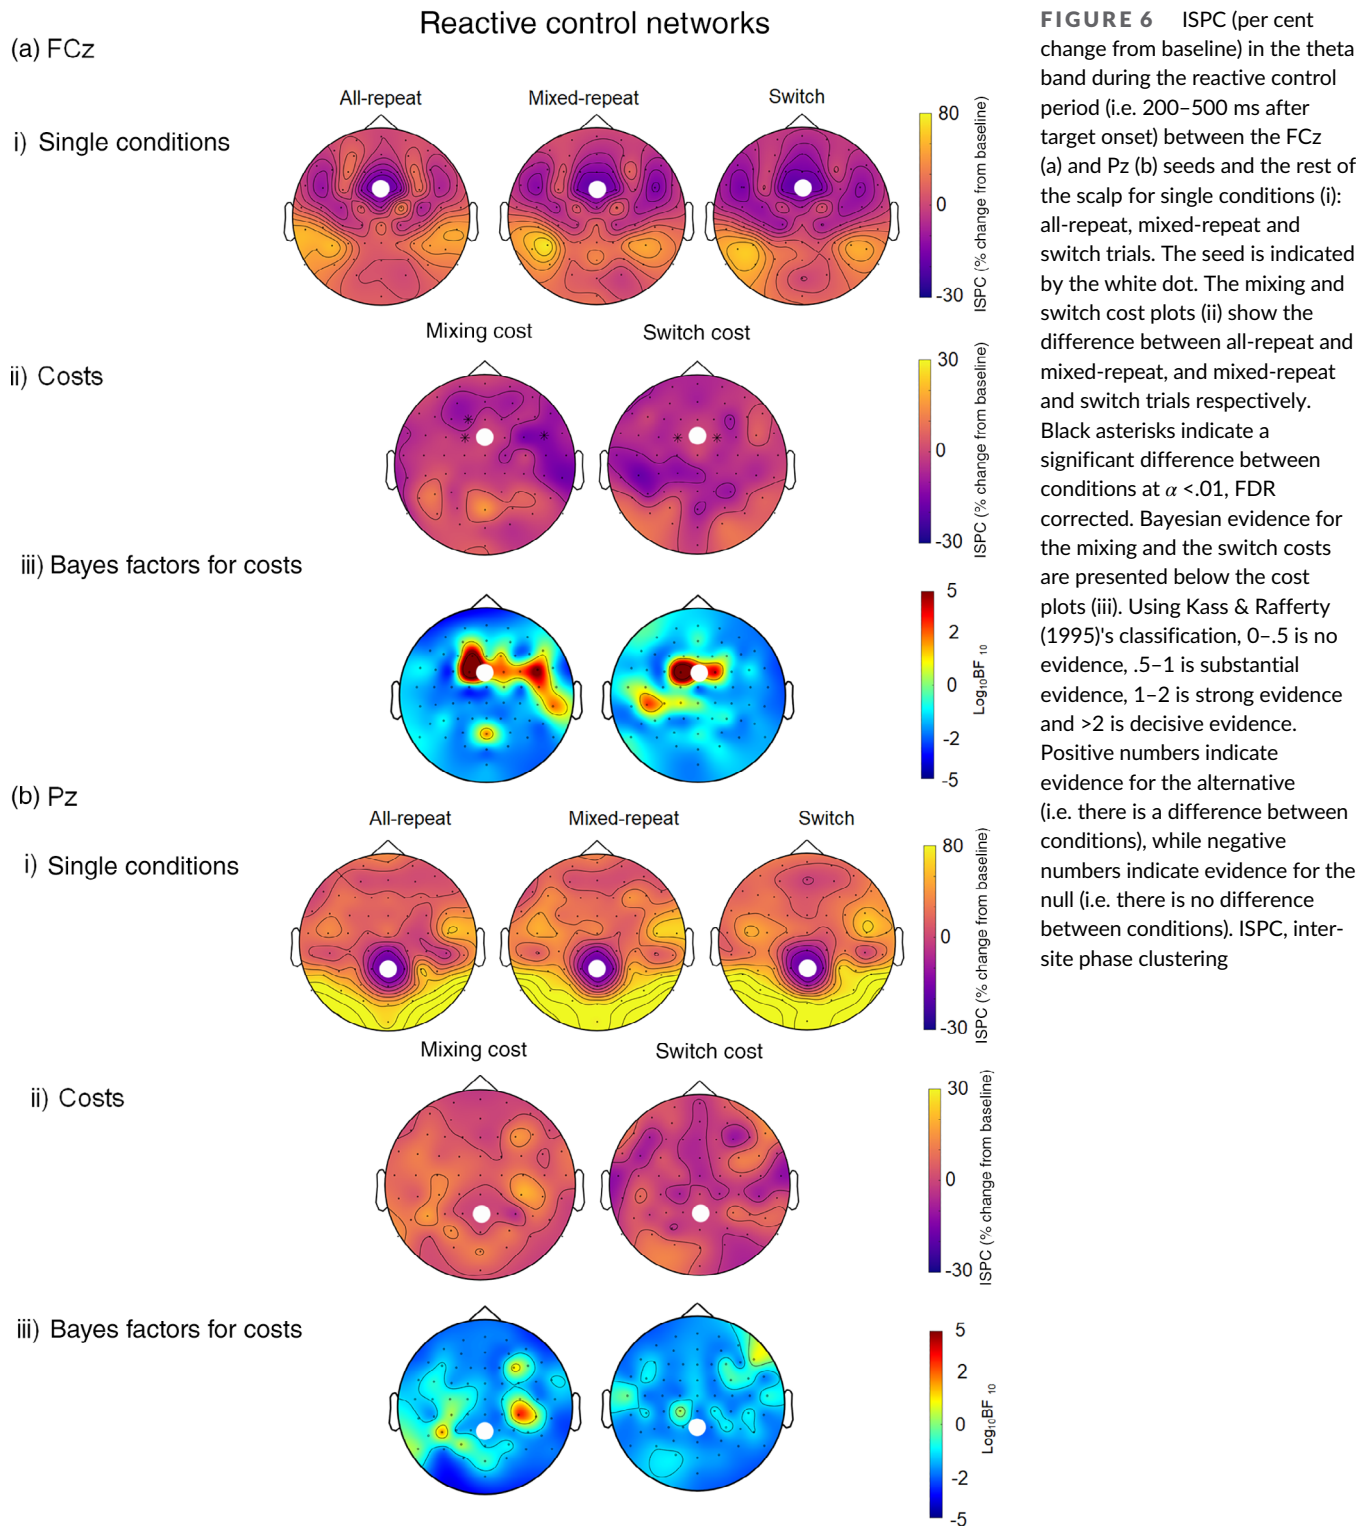 Reactive control networks
(a) FCz
All-repeat
Mixed-repeat
Switch
i) Single conditions
80
0
-30
ISPC (% change from baseline)
Mixing cost
Switch cost
ii) Costs
30
0
-30
ISPC (% change from baseline)
iii) Bayes factors for costs
5
2
0
-2
-5
Log10BF 10
(b) Pz
All-repeat
Mixed-repeat
Switch
i) Single conditions
80
0
-30
ISPC (% change from baseline)
Mixing cost
Switch cost
ii) Costs
30
0
-30
ISPC (% change from baseline)
iii) Bayes factors for costs
5
2
0
-2
-5
Log10BF 10
FIGURE 6 ISPC (per cent
change from baseline) in the theta
band during the reactive control
period (i.e. 200–500 ms after
target onset) between the FCz
(a) and Pz (b) seeds and the rest of
the scalp for single conditions (i):
all-repeat, mixed-repeat and
switch trials. The seed is indicated
by the white dot. The mixing and
switch cost plots (ii) show the
difference between all-repeat and
mixed-repeat, and mixed-repeat
and switch trials respectively.
Black asterisks indicate a
significant difference between
conditions at α <.01, FDR
corrected. Bayesian evidence for
the mixing and the switch costs
are presented below the cost
plots (iii). Using Kass & Rafferty
(1995)'s classification, 0–.5 is no
evidence, .5–1 is substantial
evidence, 1–2 is strong evidence
and >2 is decisive evidence.
Positive numbers indicate
evidence for the alternative
(i.e. there is a difference between
conditions), while negative
numbers indicate evidence for the
null (i.e. there is no difference
between conditions). ISPC, inter-
site phase clustering